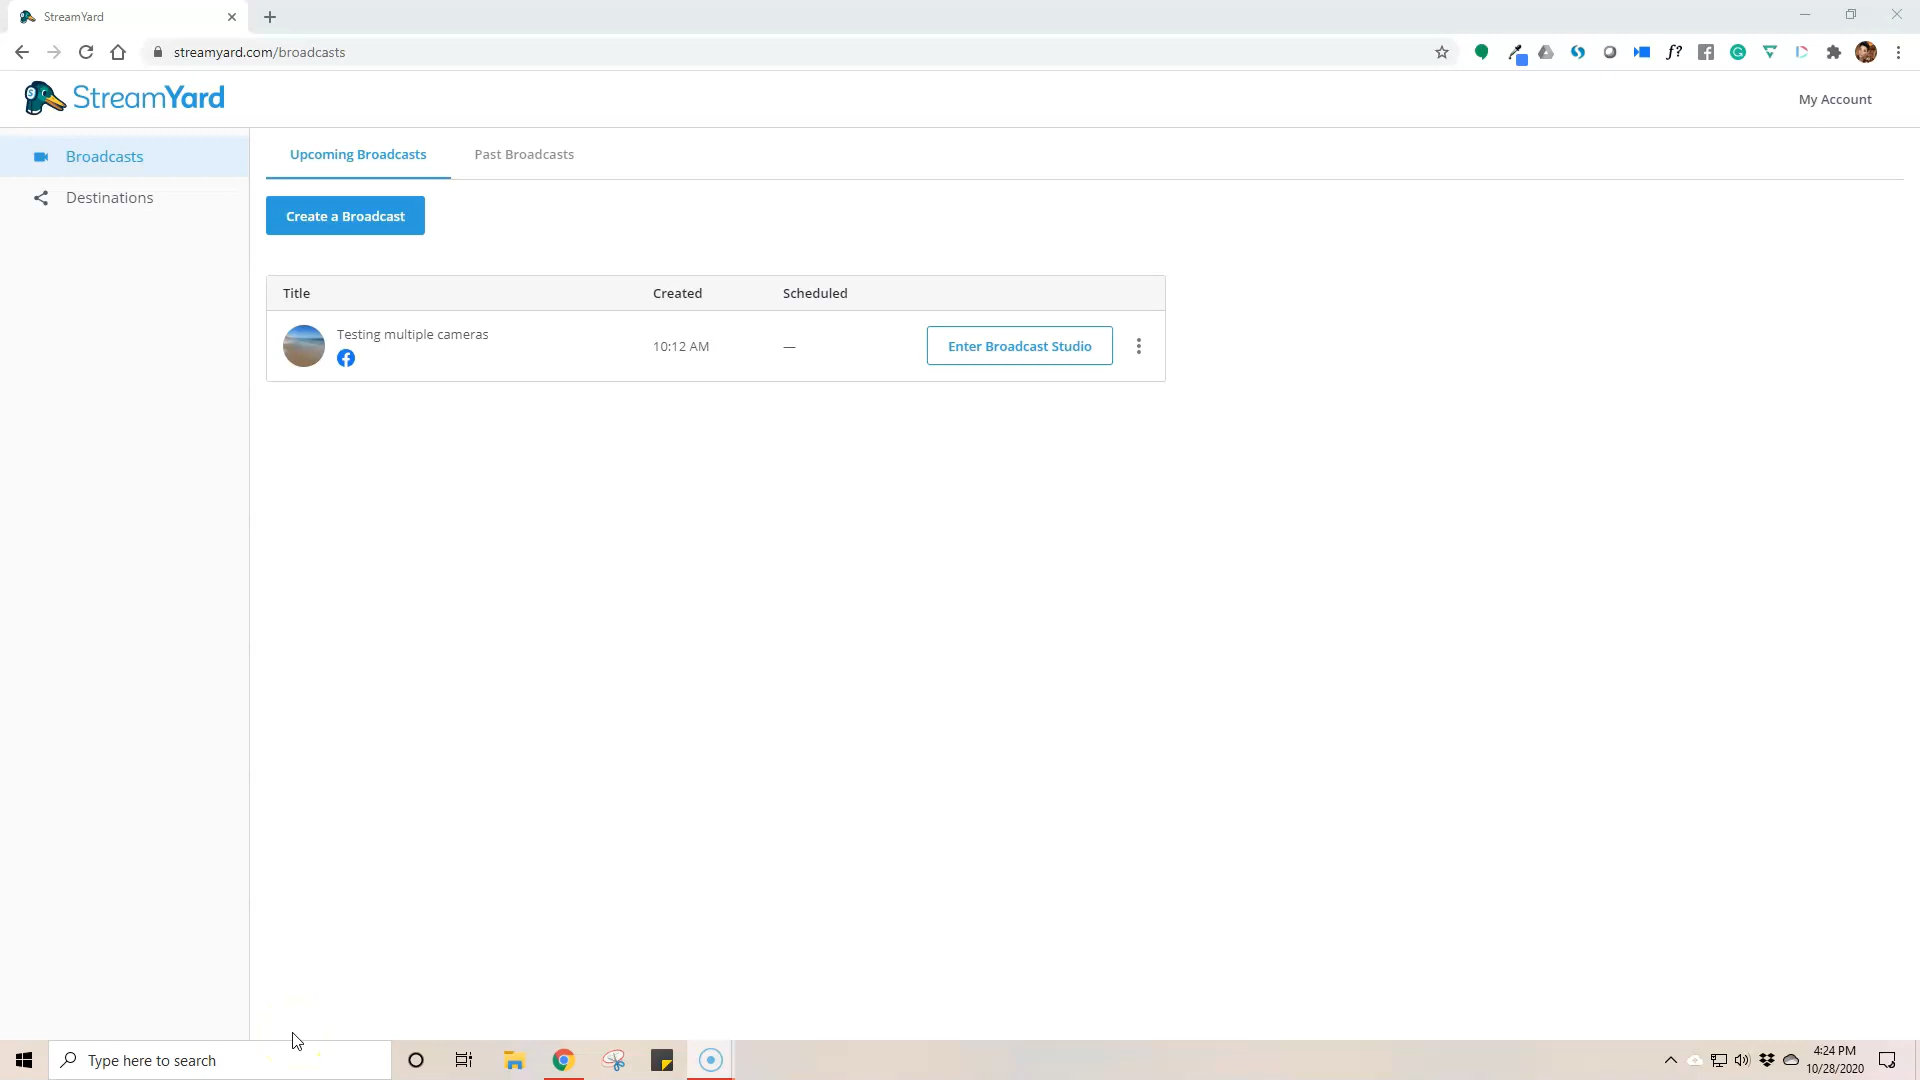 StreamYard
streamyard.com/broadcasts
f?
StreamYard
My Account
Broadcasts
Destinations
Upcoming Broadcasts
Past Broadcasts
Create a Broadcast
Title
Created
Scheduled
Testing multiple cameras
10:12 AM
—
Enter Broadcast Studio
Type here to search
4:24 PM
10/28/2020